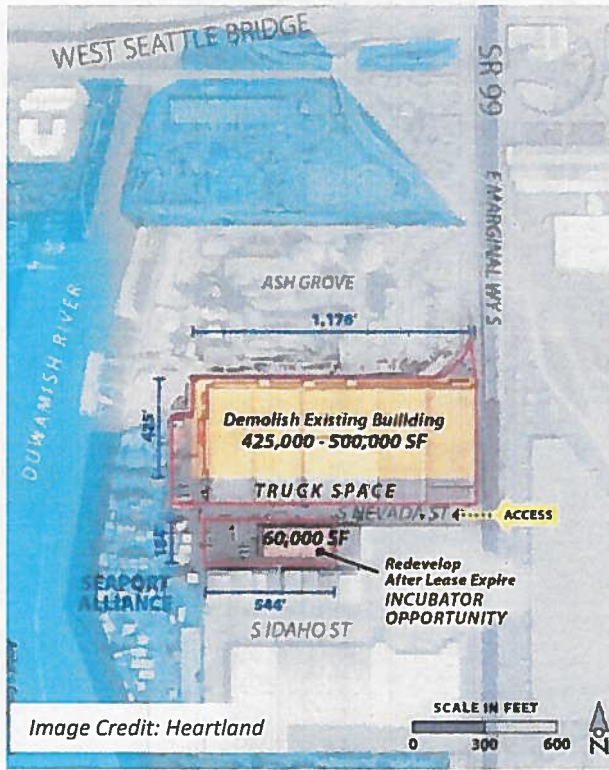 WEST SEATTLE BRIDGE
SR 99
E MARGINAL WY S
ASH GROVE
1,176'
DUWAMISH RIVER
425'
Demolish Existing Buillding
425,000 - 500,000 SF
TRUCK SPACE
S NEVADA ST
ACCESS
60,000 SF
Redevelop
After Lease Expire
INCUBATOR
OPPORTUNITY
SEAPORT
ALLIANCE
544'
S IDAHO ST
Image Credit: Heartland
SCALE IN FEET
0 300 600
N